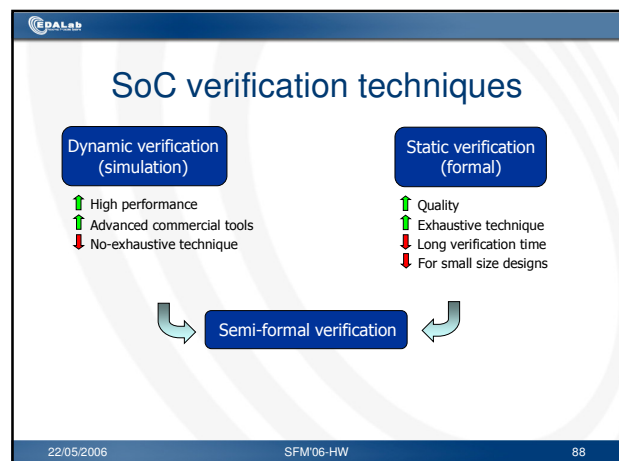 EDALab
SoC verification techniques
Dynamic verification
(simulation)
High performance
Advanced commercial tools
No-exhaustive technique
Static verification
(formal)
Quality
Exhaustive technique
Long verification time
For small size designs
Semi-formal verification
22/05/2006 SFM'06-HW 88